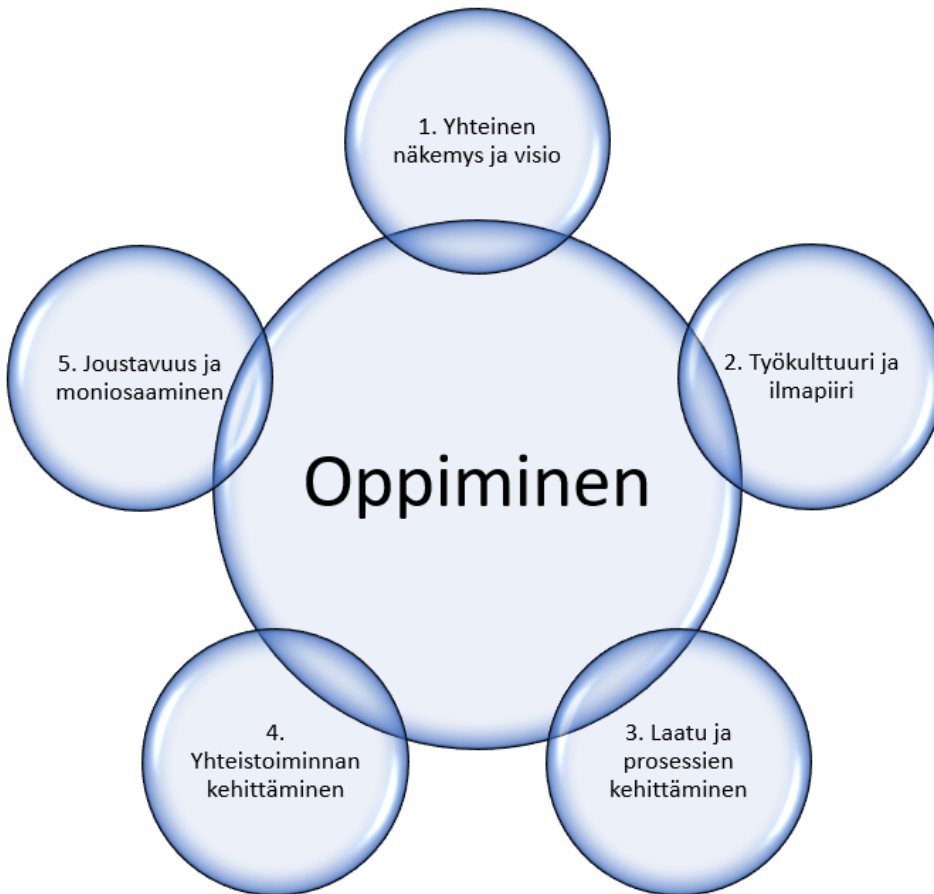 1. Yhteinen
näkemys ja visio
2. Työkulttuuri ja
ilmapiiri
3. Laatu ja
prosessien
kehittäminen
4.
Yhteistoiminnan
kehittäminen
5. Joustavuus ja
moniosaaminen
Oppiminen